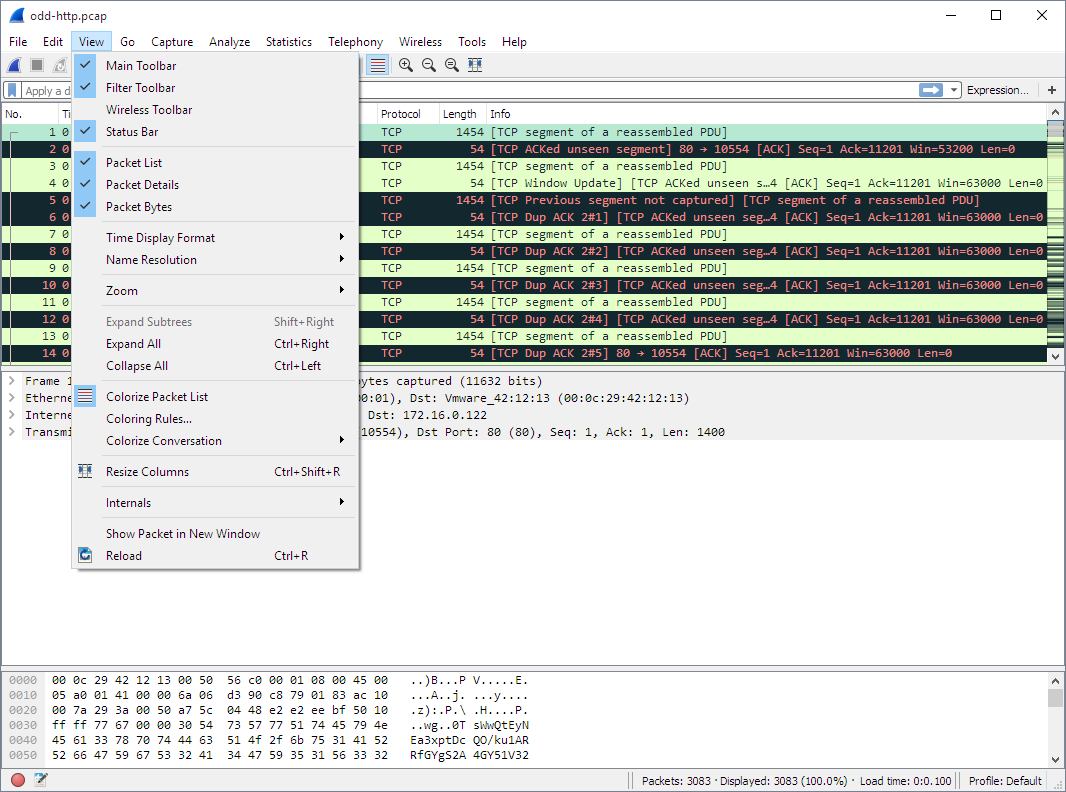 odd-http.pcap
File Edit View Go Capture Analyze Statistics Telephony Wireless Tools Help
Main Toolbar
Filter Toolbar
Wireless Toolbar
Status Bar
Packet List
Packet Details
Packet Bytes
Time Display Format
Name Resolution
Zoom
Expand Subtrees Shift+Right
Expand All Ctrl+Right
Collapse All Ctrl+Left
Colorize Packet List
Coloring Rules...
Colorize Conversation
Resize Columns Ctrl+Shift+R
Internals
Show Packet in New Window
Reload Ctrl+R
Apply a d Expression... +
No. Ti Protocol Length Info
1 0 TCP 1454 [TCP segment of a reassembled PDU]
2 0 TCP 54 [TCP ACKed unseen segment] 80 → 10554 [ACK] Seq=1 Ack=11201 Win=53200 Len=0
3 0 TCP 1454 [TCP segment of a reassembled PDU]
4 0 TCP 54 [TCP Window Update] [TCP ACKed unseen s…4 [ACK] Seq=1 Ack=11201 Win=63000 Len=0
5 0 TCP 1454 [TCP Previous segment not captured] [TCP segment of a reassembled PDU]
6 0 TCP 54 [TCP Dup ACK 2#1] [TCP ACKed unseen seg…4 [ACK] Seq=1 Ack=11201 Win=63000 Len=0
7 0 TCP 1454 [TCP segment of a reassembled PDU]
8 0 TCP 54 [TCP Dup ACK 2#2] [TCP ACKed unseen seg…4 [ACK] Seq=1 Ack=11201 Win=63000 Len=0
9 0 TCP 1454 [TCP segment of a reassembled PDU]
10 0 TCP 54 [TCP Dup ACK 2#3] [TCP ACKed unseen seg…4 [ACK] Seq=1 Ack=11201 Win=63000 Len=0
11 0 TCP 1454 [TCP segment of a reassembled PDU]
12 0 TCP 54 [TCP Dup ACK 2#4] [TCP ACKed unseen seg…4 [ACK] Seq=1 Ack=11201 Win=63000 Len=0
13 0 TCP 1454 [TCP segment of a reassembled PDU]
14 0 TCP 54 [TCP Dup ACK 2#5] 80 → 10554 [ACK] Seq=1 Ack=11201 Win=63000 Len=0
Frame 1 ytes captured (11632 bits)
Etherne 00:01), Dst: Vmware_42:12:13 (00:0c:29:42:12:13)
Interne Dst: 172.16.0.122
Transmi 10554), Dst Port: 80 (80), Seq: 1, Ack: 1, Len: 1400
0000 00 0c 29 42 12 13 00 50 56 c0 00 01 08 00 45 00 ..)B...P V.....E.
0010 05 a0 01 41 00 00 6a 06 d3 90 c8 79 01 83 ac 10 ...A..j. ...y....
0020 00 7a 29 3a 00 50 a7 5c 04 48 e2 e2 ee bf 50 10 .z):.P.\ .H....P.
0030 ff ff 77 67 00 00 30 54 73 57 77 51 74 45 79 4e ..wg..0T sWwQtEyN
0040 45 61 33 78 70 74 44 63 51 4f 2f 6b 75 31 41 52 Ea3xptDc QO/ku1AR
0050 52 66 47 59 67 53 32 41 34 47 59 35 31 56 33 32 RfGYgS2A 4GY51V32
Packets: 3083 · Displayed: 3083 (100.0%) · Load time: 0:0.100 Profile: Default